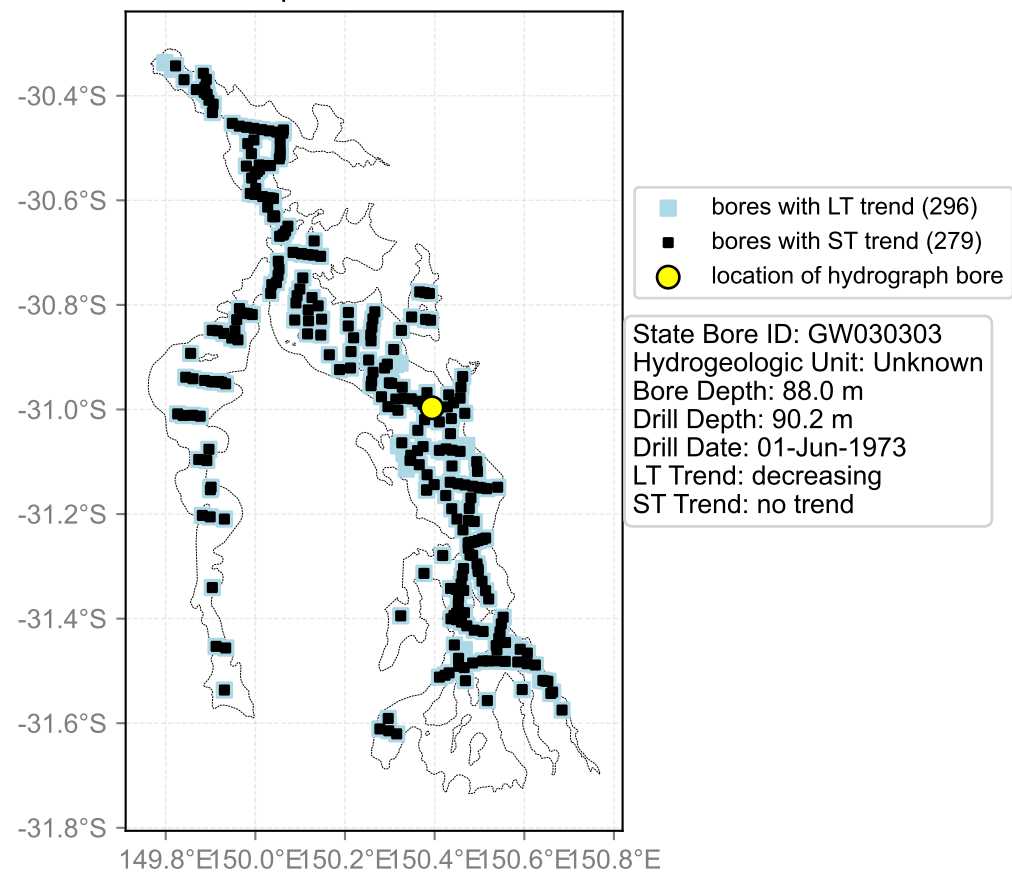 -30.4°S
-30.6°S
-30.8°S
-31.0°S
-31.2°S
-31.4°S
-31.6°S
-31.8°S
149.8°E150.0°E150.2°E150.4°E150.6°E150.8°E
bores with LT trend (296)
bores with ST trend (279)
location of hydrograph bore
State Bore ID: GW030303
Hydrogeologic Unit: Unknown
Bore Depth: 88.0 m
Drill Depth: 90.2 m
Drill Date: 01-Jun-1973
LT Trend: decreasing
ST Trend: no trend